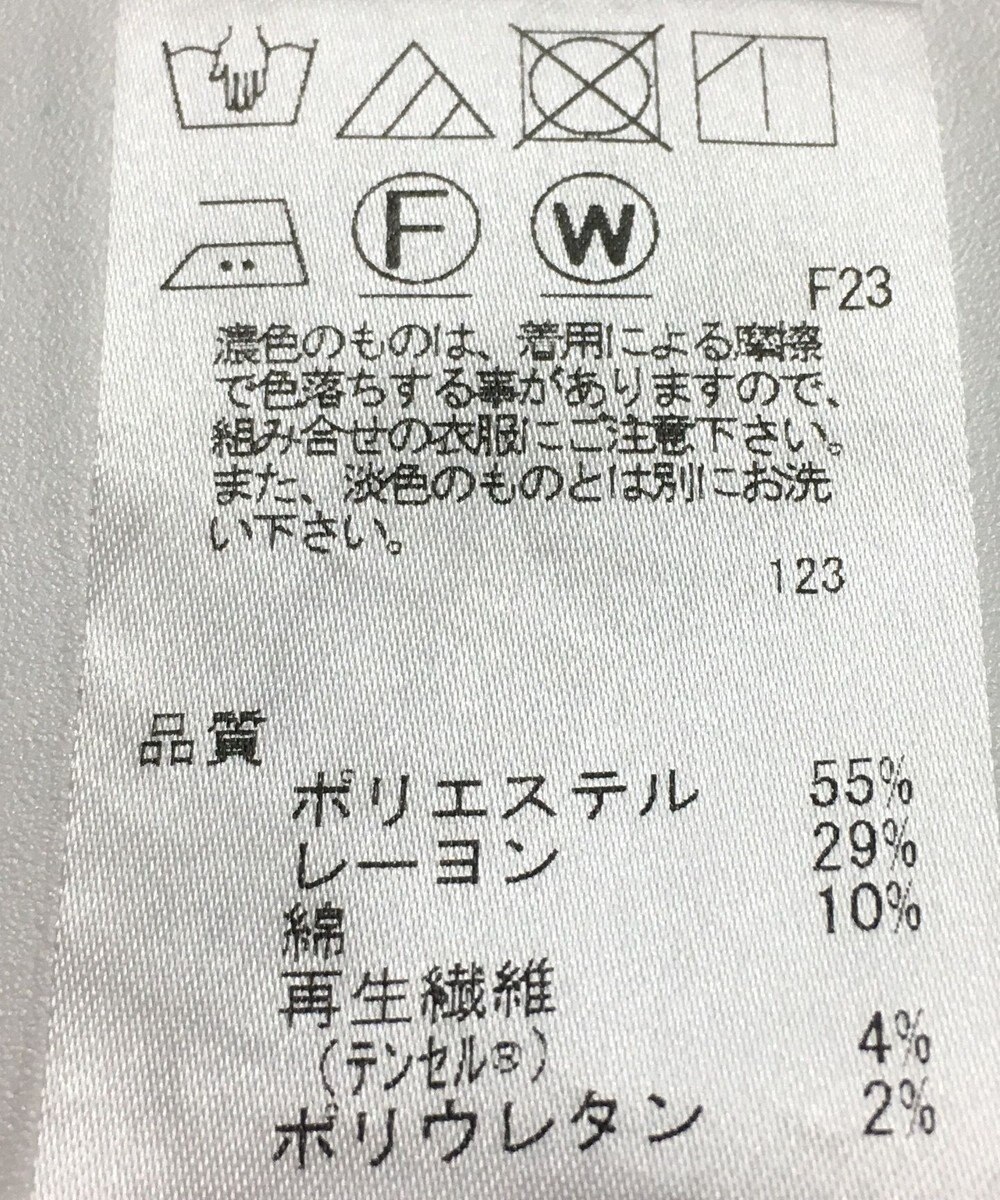 F W
F23
濃色のものは、着用による摩擦
で色落ちする事がありますので、
組み合せの衣服にご注意下さい。
また、淡色のものとは別にお洗
い下さい。
123
品質
ポリエステル 55%
レーヨン 29%
綿 10%
再生繊維
(テンセル®) 4%
ポリウレタン 2%